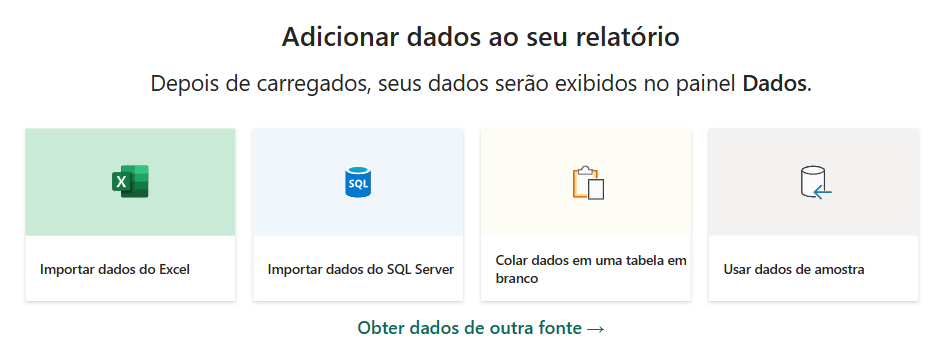 Adicionar dados ao seu relatório
Depois de carregados, seus dados serão exibidos no painel Dados.
X
SQL
Importar dados do Excel
Importar dados do SQL Server
Colar dados em uma tabela em
branco
Usar dados de amostra
Obter dados de outra fonte →